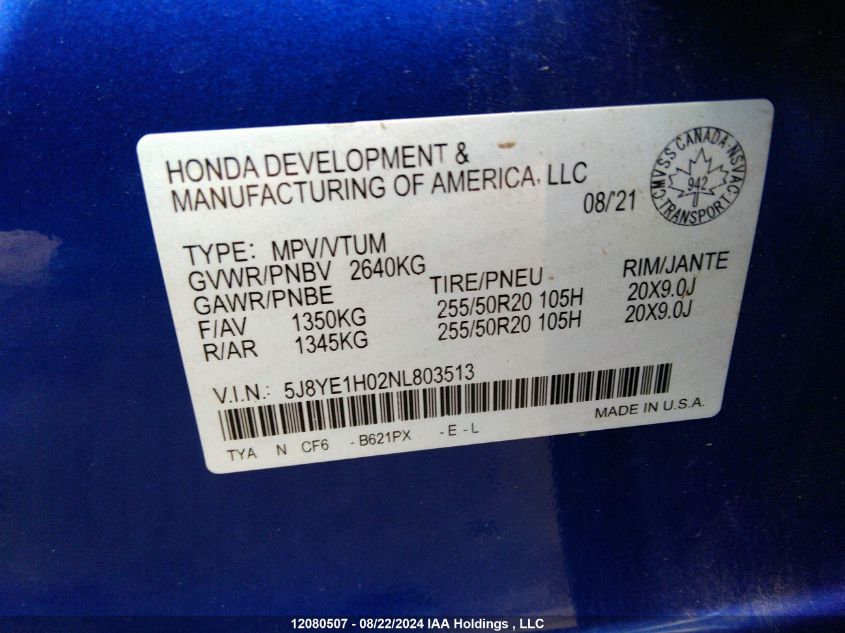 HONDA DEVELOPMENT &
MANUFACTURING OF AMERICA, LLC
08/'21
CMVSS CANADA NSVAC
942
TRANSPORT
TYPE: MPV/VTUM
GVWR/PNBV 2640KG
GAWR/PNBE TIRE/PNEU RIM/JANTE
F/AV 1350KG 255/50R20 105H 20X9.0J
R/AR 1345KG 255/50R20 105H 20X9.0J
V.I.N.: 5J8YE1H02NL803513
MADE IN U.S.A.
TYA N CF6 - B621PX - E - L
12080507 - 08/22/2024 IAA Holdings , LLC